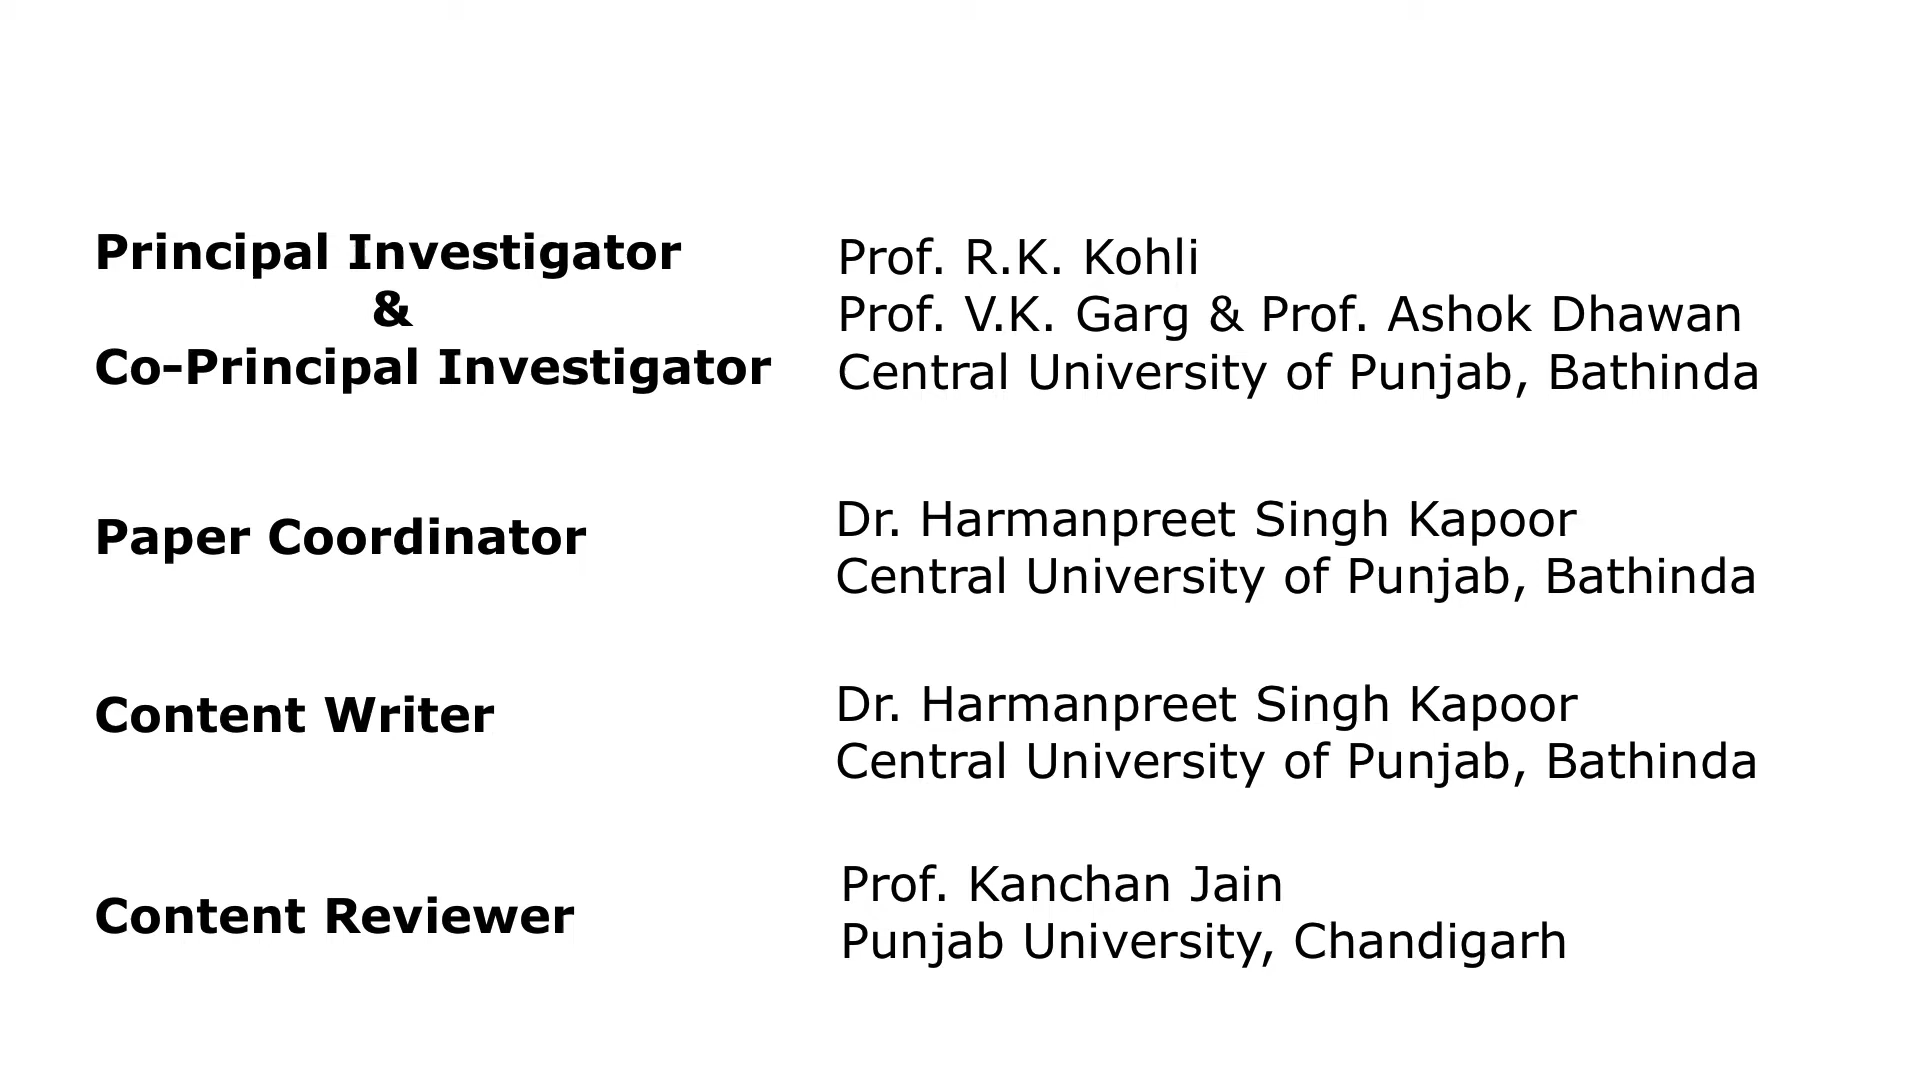 Principal Investigator
&
Co-Principal Investigator
Prof. R.K. Kohli
Prof. V.K. Garg & Prof. Ashok Dhawan
Central University of Punjab, Bathinda
Paper Coordinator
Dr. Harmanpreet Singh Kapoor
Central University of Punjab, Bathinda
Content Writer
Dr. Harmanpreet Singh Kapoor
Central University of Punjab, Bathinda
Content Reviewer
Prof. Kanchan Jain
Punjab University, Chandigarh